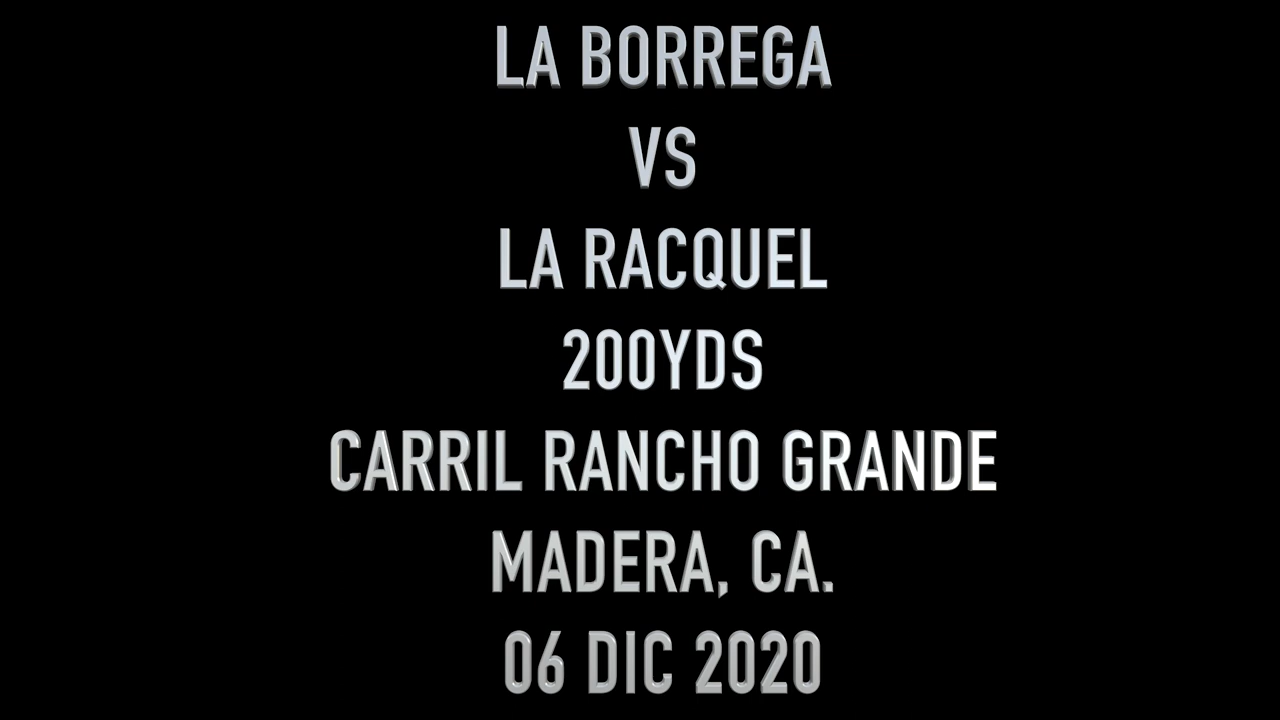 LA BORREGA
VS
LA RACQUEL
200YDS
CARRIL RANCHO GRANDE
MADERA, CA.
06 DIC 2020